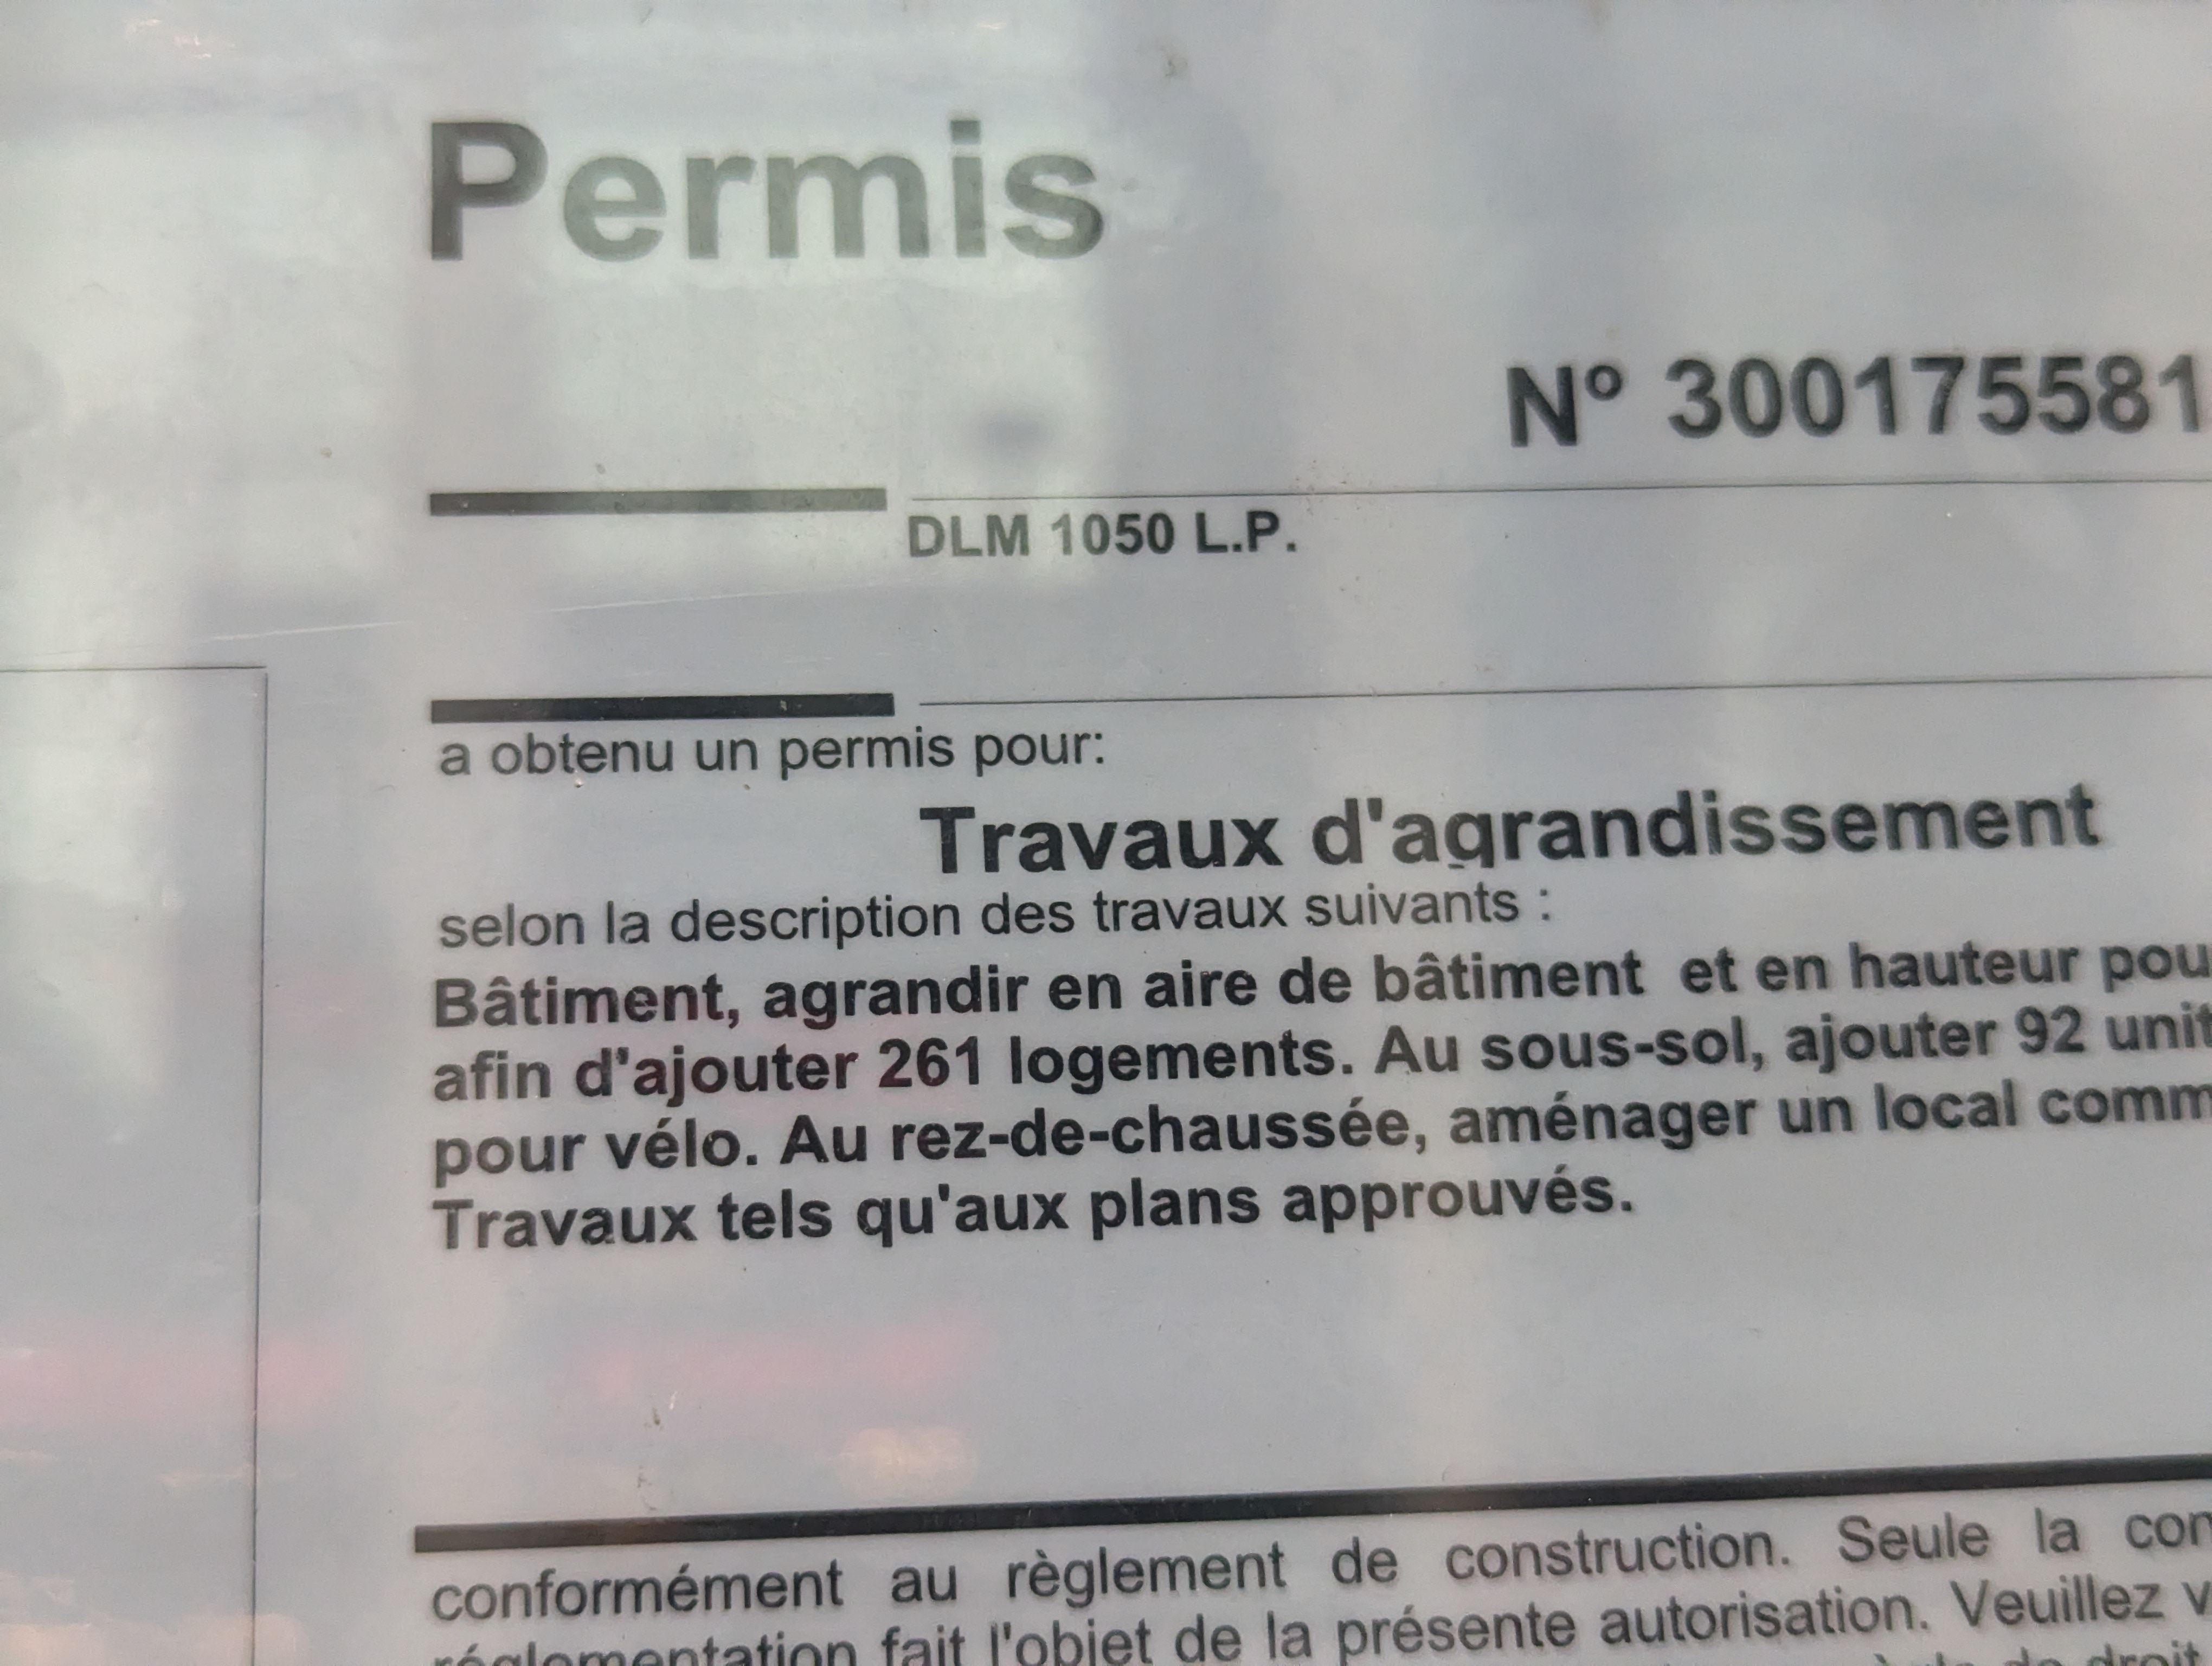 Permis
N° 300175581
DLM 1050 L.P.
a obtenu un permis pour:
Travaux d'agrandissement
selon la description des travaux suivants :
Bâtiment, agrandir en aire de bâtiment et en hauteur
afin d'ajouter 261 logements. Au sous-sol, ajouter 92
pour vélo. Au rez-de-chaussée, aménager un local
Travaux tels qu'aux plans approuvés.
conformément au règlement de construction. Seule la
réglementation fait l'objet de la présente autorisation. Veuillez